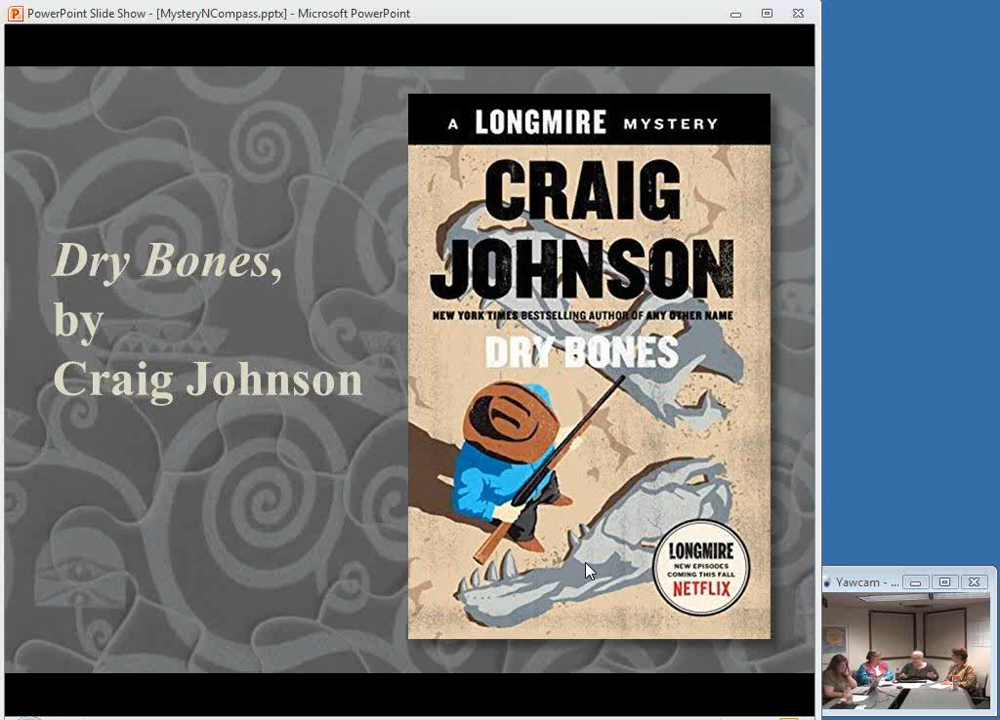 PowerPoint Slide Show - [MysteryNCompass.pptx] - Microsoft PowerPoint
Dry Bones,
by
Craig Johnson
A LONGMIRE MYSTERY
CRAIG
JOHNSON
NEW YORK TIMES BESTSELLING AUTHOR OF ANY OTHER NAME
DRY BONES
LONGMIRE
NEW EPISODES
COMING THIS FALL
NETFLIX
Yawcam - ...